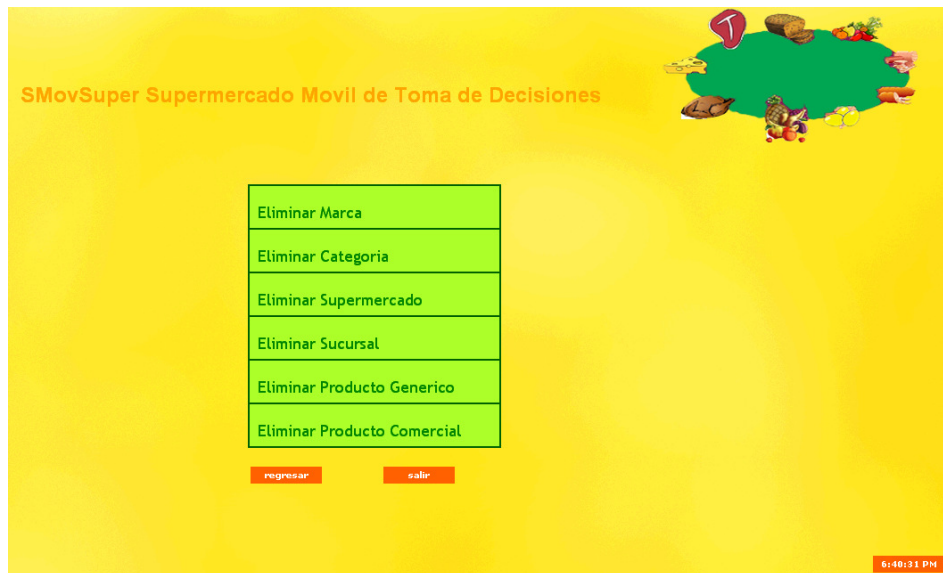 SMovSuper Supermercado Movil de Toma de Decisiones
Eliminar Marca
Eliminar Categoria
Eliminar Supermercado
Eliminar Sucursal
Eliminar Producto Generico
Eliminar Producto Comercial
regresar salir
6:40:31 PM